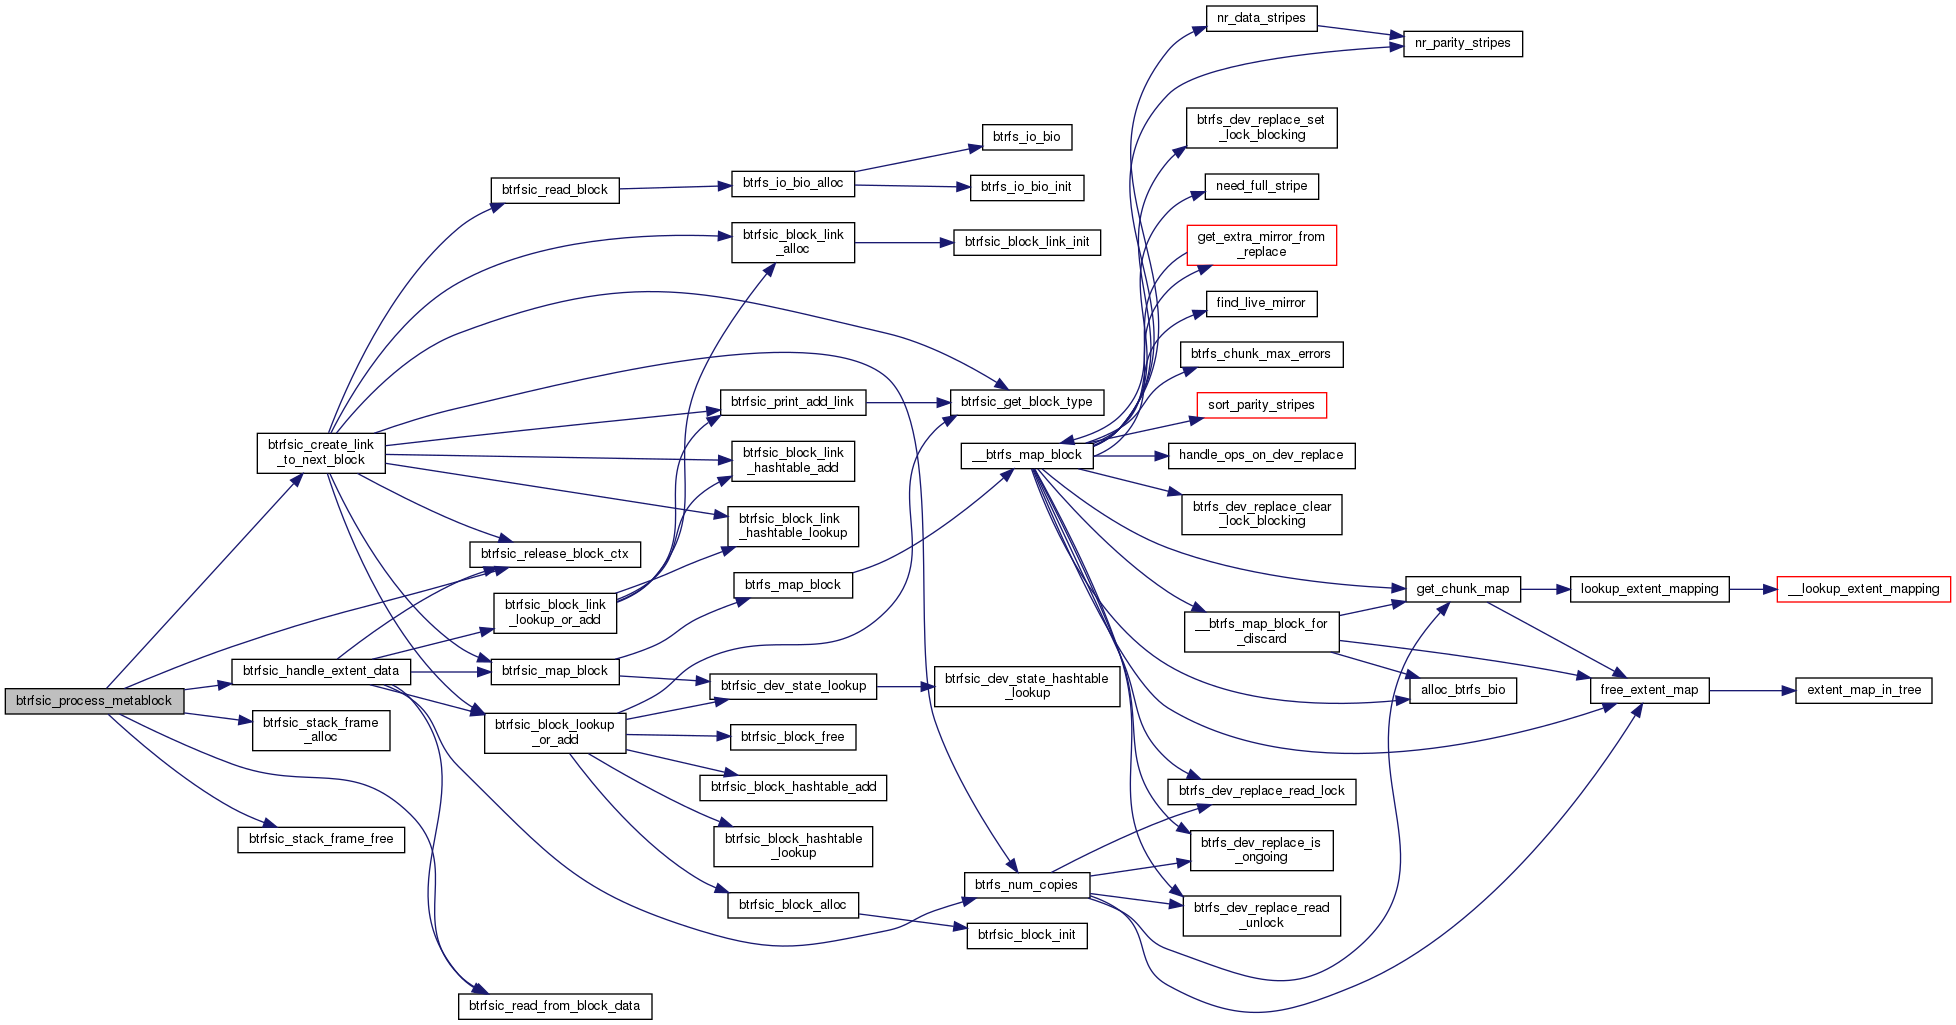 btrfsic_process_metablock
btrfsic_create_link
_to_next_block
btrfsic_handle_extent_data
btrfsic_stack_frame
_alloc
btrfsic_stack_frame_free
btrfsic_read_block
btrfsic_release_block_ctx
btrfsic_block_link
_lookup_or_add
btrfsic_map_block
btrfsic_block_lookup
_or_add
btrfsic_read_from_block_data
btrfs_io_bio_alloc
btrfsic_block_link
_alloc
btrfsic_print_add_link
btrfsic_block_link
_hashtable_add
btrfsic_block_link
_hashtable_lookup
btrfs_map_block
btrfsic_dev_state_lookup
btrfsic_block_free
btrfsic_block_hashtable_add
btrfsic_block_hashtable
_lookup
btrfsic_block_alloc
btrfs_io_bio
btrfs_io_bio_init
btrfsic_block_link_init
btrfsic_get_block_type
__btrfs_map_block
btrfsic_dev_state_hashtable
_lookup
btrfs_num_copies
btrfsic_block_init
nr_data_stripes
btrfs_dev_replace_set
_lock_blocking
need_full_stripe
get_extra_mirror_from
_replace
find_live_mirror
btrfs_chunk_max_errors
sort_parity_stripes
handle_ops_on_dev_replace
btrfs_dev_replace_clear
_lock_blocking
__btrfs_map_block_for
_discard
btrfs_dev_replace_read_lock
btrfs_dev_replace_is
_ongoing
btrfs_dev_replace_read
_unlock
nr_parity_stripes
get_chunk_map
alloc_btrfs_bio
lookup_extent_mapping
free_extent_map
__lookup_extent_mapping
extent_map_in_tree